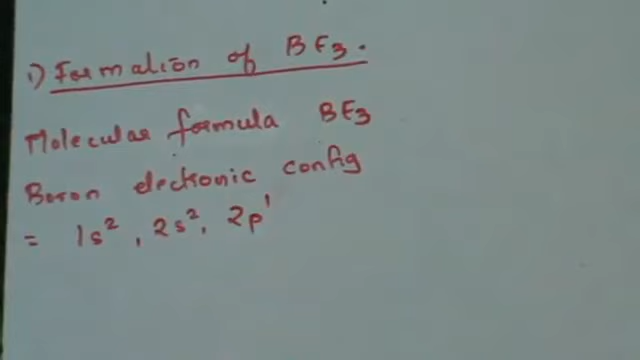 1) Formation of BF₃.
Molecular formula BF₃
Boron electronic config
= 1s², 2s², 2p¹